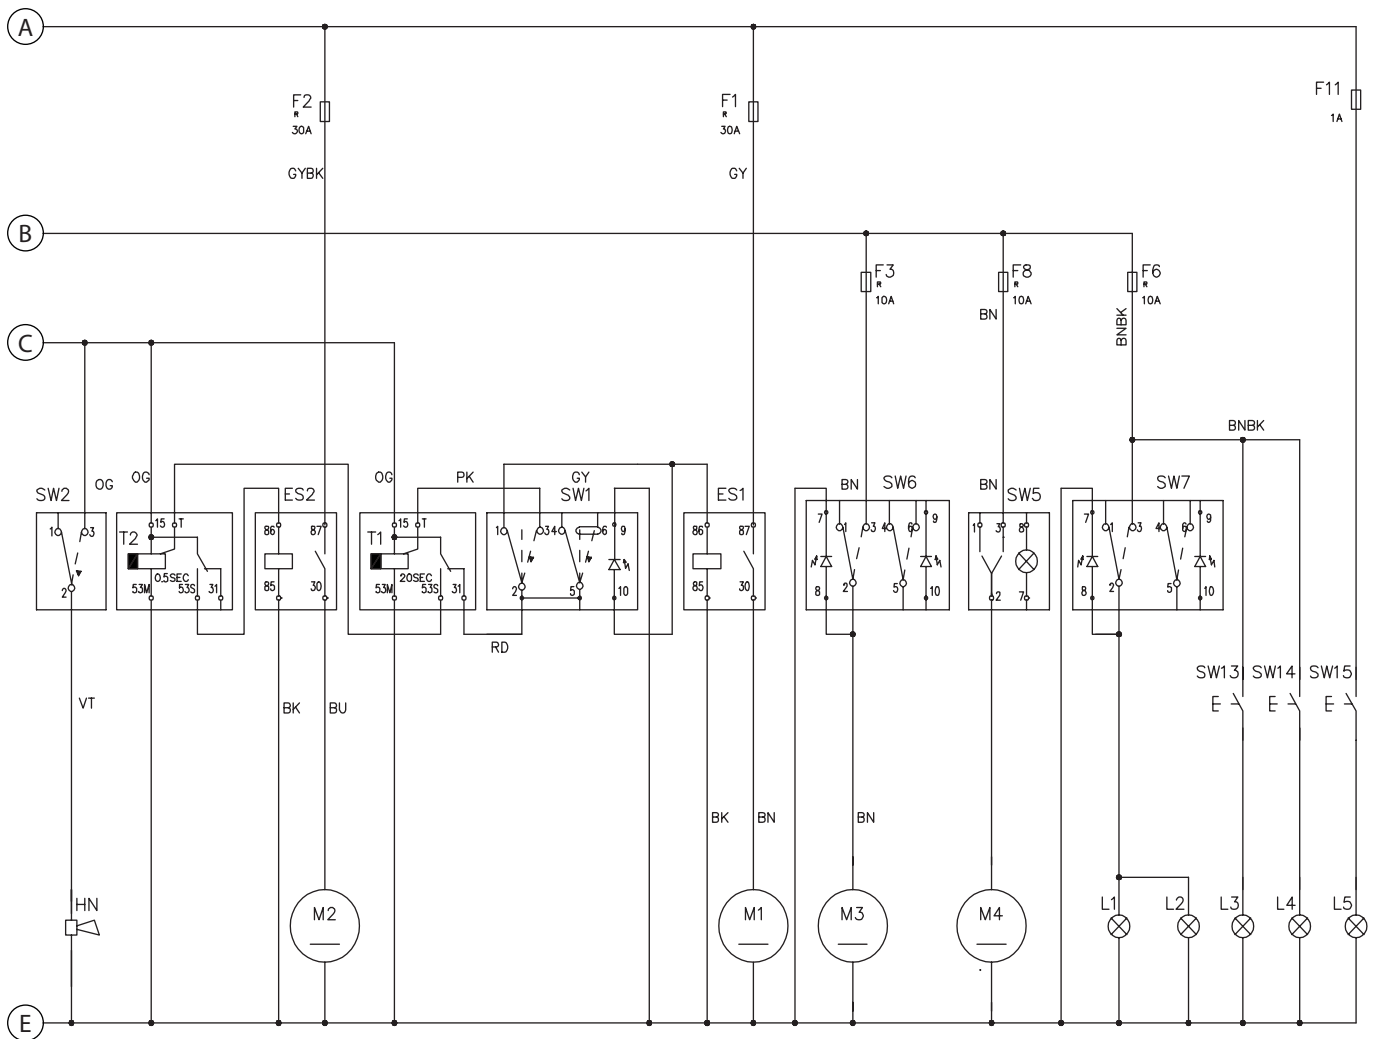 A
F2
R
30A
GYBK
F1
R
30A
GY
F11
1A
B
F3
R
10A
F8
R
10A
BN
F6
R
10A
BNBK
C
BNBK
OG
OG
OG
PK
GY
BN
BN
SW2
ES2
SW1
ES1
SW6
SW5
SW7
1 3
2
T2
15 T
0,5SEC
53M 53S 31
86 87
85 30
T1
15 T
20SEC
53M 53S 31
1 3 4 6 9
2 5 10
86 87
85 30
7 1 3 4 6 9
8 2 5 10
1 3 8
2 7
7 1 3 4 6 9
8 2 5 10
RD
VT
BK
BU
BK
BN
BN
SW13 SW14 SW15
E E E
HN
M2
M1
M3
M4
L1
L2
L3
L4
L5
E